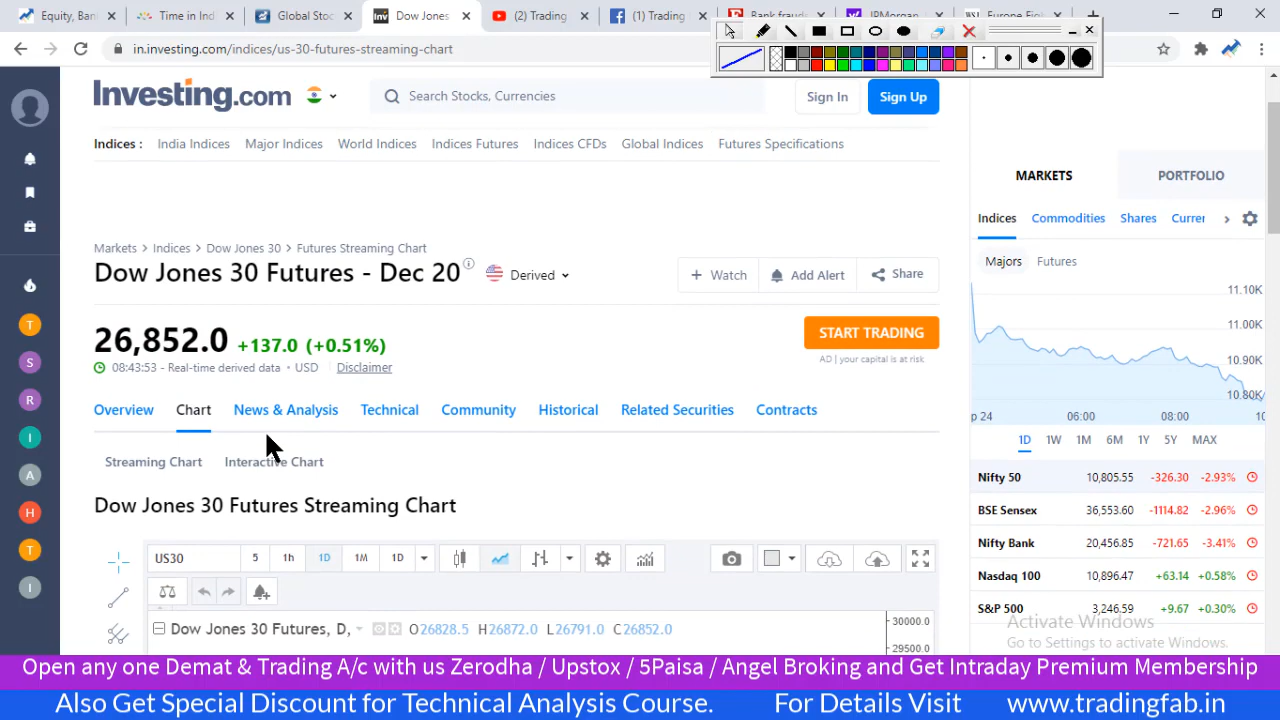 Equity, Ban
Time in Ind
Global Stoc
Dow Jones
(2) Trading
(1) Trading
Bank fraud
JPMorgan
Europe Fig
in.investing.com/indices/us-30-futures-streaming-chart
Investing.com
Search Stocks, Currencies
Sign In
Sign Up
Indices :
India Indices
Major Indices
World Indices
Indices Futures
Indices CFDs
Global Indices
Futures Specifications
MARKETS
PORTFOLIO
Indices
Commodities
Shares
Currer
Majors
Futures
Markets > Indices > Dow Jones 30 > Futures Streaming Chart
Dow Jones 30 Futures - Dec 20
Derived
+ Watch
Add Alert
Share
26,852.0 +137.0 (+0.51%)
08:43:53 - Real-time derived data • USD
Disclaimer
START TRADING
AD | your capital is at risk.
11.10K
11.00K
10.90K
10.80K
p 24
06:00
08:00
10
Overview
Chart
News & Analysis
Technical
Community
Historical
Related Securities
Contracts
1D
1W
1M
6M
1Y
5Y
MAX
Streaming Chart
Interactive Chart
Nifty 50 10,805.55 -326.30 -2.93%
BSE Sensex 36,553.60 -1114.82 -2.96%
Nifty Bank 20,456.85 -721.65 -3.41%
Nasdaq 100 10,896.47 +63.14 +0.58%
S&P 500 3,246.59 +9.67 +0.30%
Dow Jones 30 Futures Streaming Chart
US30
5
1h
1D
1M
1D
Dow Jones 30 Futures, D,
O26828.5 H26872.0 L26791.0 C26852.0
30000.0
29500.0
Activate Windows
Go to Settings to activate Windows.
T
S
R
I
A
H
T
I
Open any one Demat & Trading A/c with us Zerodha / Upstox / 5Paisa / Angel Broking and Get Intraday Premium Membership
Also Get Special Discount for Technical Analysis Course. For Details Visit www.tradingfab.in